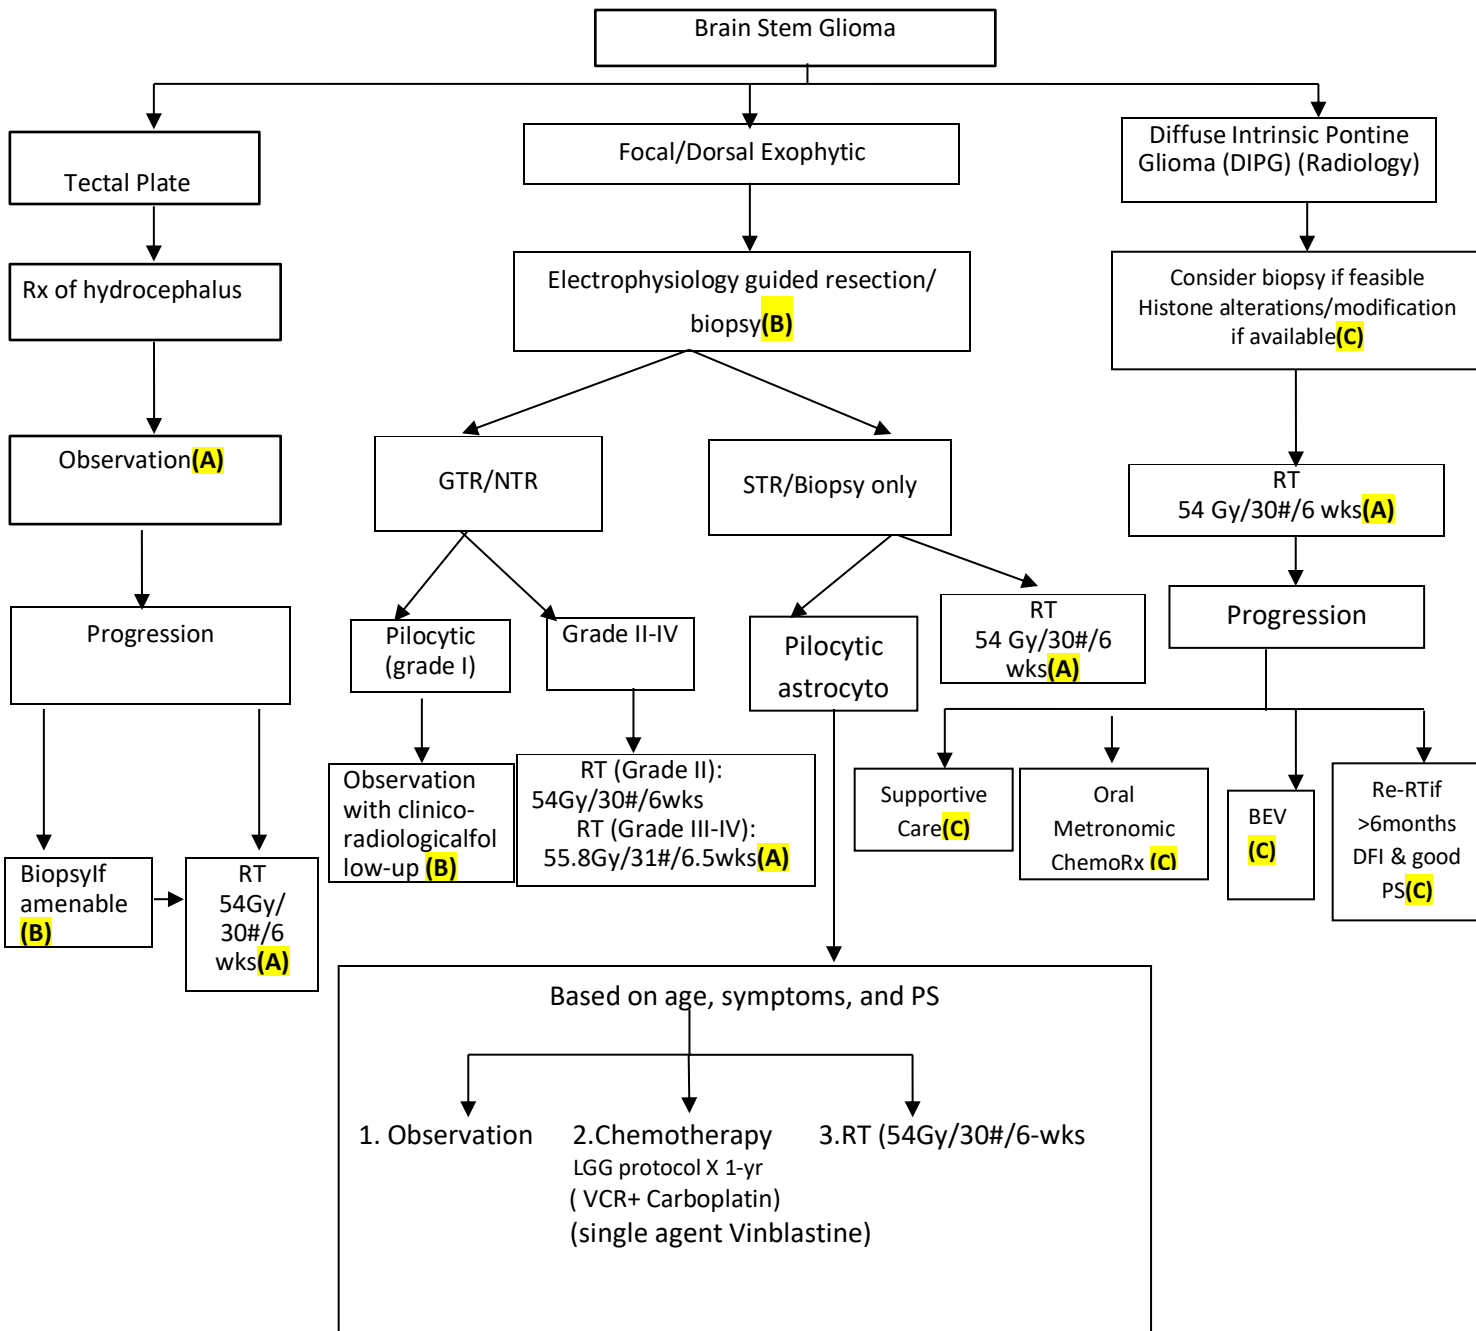 Brain Stem Glioma
Tectal Plate
Focal/Dorsal Exophytic
Diffuse Intrinsic Pontine
Glioma (DIPG) (Radiology)
Rx of hydrocephalus
Electrophysiology guided resection/
biopsy(B)
Consider biopsy if feasible
Histone alterations/modification
if available(C)
Observation(A)
GTR/NTR
STR/Biopsy only
RT
54 Gy/30#/6 wks(A)
Progression
Pilocytic
(grade I)
Grade II-IV
Pilocytic
astrocyto
RT
54 Gy/30#/6
wks(A)
Progression
BiopsyIf
amenable
(B)
RT
54Gy/
30#/6
wks(A)
Observation
with clinico-
radiologicalfol
low-up (B)
RT (Grade II):
54Gy/30#/6wks
RT (Grade III-IV):
55.8Gy/31#/6.5wks(A)
Supportive
Care(C)
Oral
Metronomic
ChemoRx (C)
BEV
(C)
Re-RTif
>6months
DFI & good
PS(C)
Based on age, symptoms, and PS
1. Observation
2.Chemotherapy
LGG protocol X 1-yr
( VCR+ Carboplatin)
(single agent Vinblastine)
3.RT (54Gy/30#/6-wks